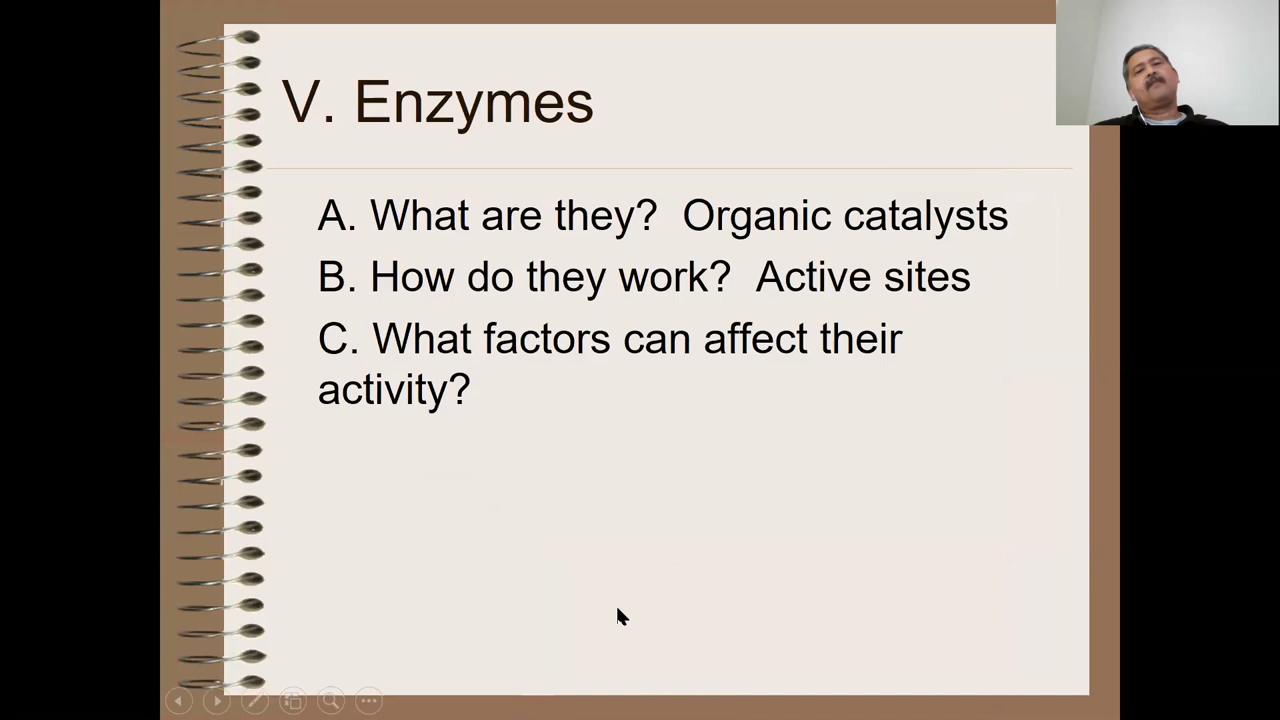 V. Enzymes
A. What are they?  Organic catalysts
B. How do they work?  Active sites
C. What factors can affect their
activity?